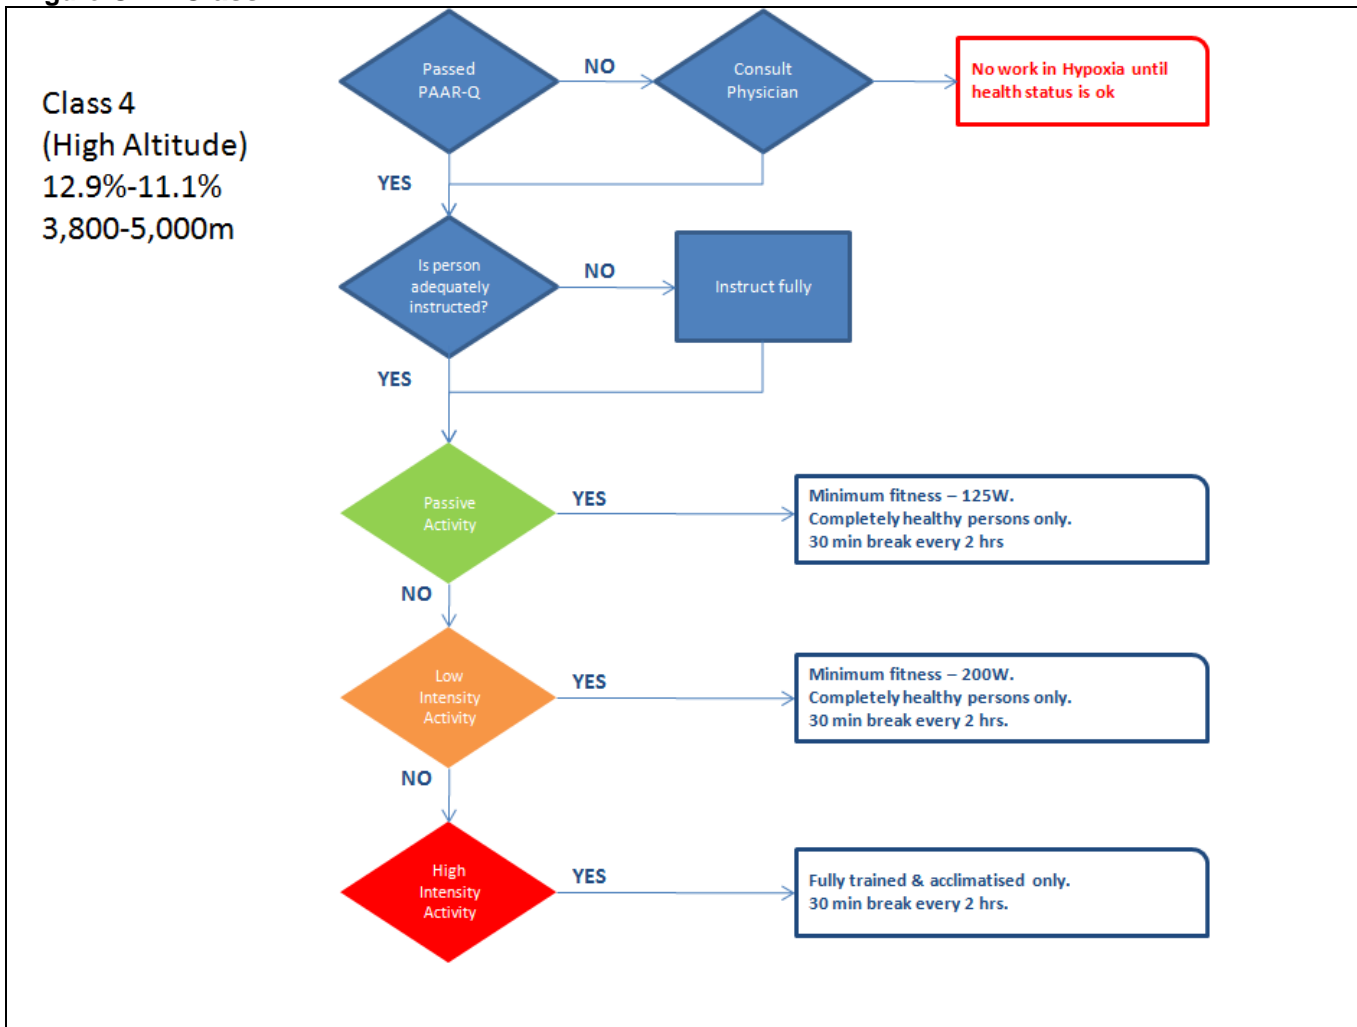 Class 4
(High Altitude)
12.9%-11.1%
3,800-5,000m
Passed
PAAR-Q
NO
Consult
Physician
No work in Hypoxia until
health status is ok
YES
Is person
adequately
instructed?
NO
Instruct fully
YES
Passive
Activity
YES
Minimum fitness – 125W.
Completely healthy persons only.
30 min break every 2 hrs
NO
Low
Intensity
Activity
YES
Minimum fitness – 200W.
Completely healthy persons only.
30 min break every 2 hrs.
NO
High
Intensity
Activity
YES
Fully trained & acclimatised only.
30 min break every 2 hrs.